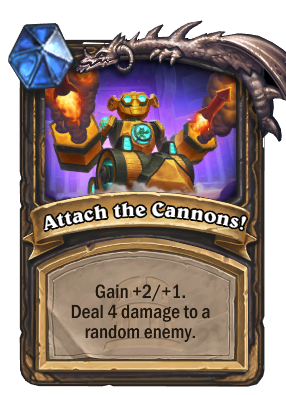 Attach the Cannons!
Gain +2/+1.
Deal 4 damage to a
random enemy.